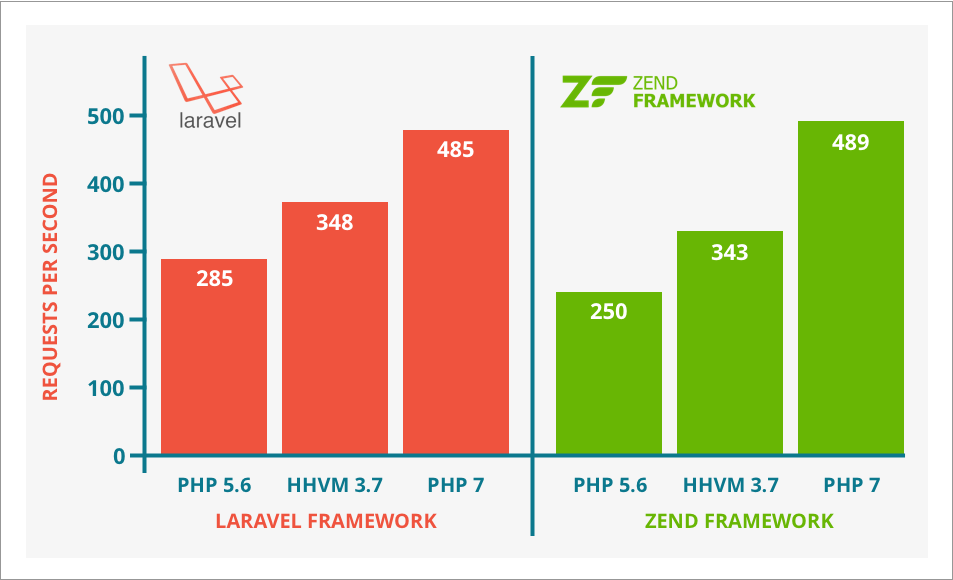 laravel
ZEND
FRAMEWORK
REQUESTS PER SECOND
500
400
300
200
100
0
285
348
485
250
343
489
PHP 5.6
HHVM 3.7
PHP 7
PHP 5.6
HHVM 3.7
PHP 7
LARAVEL FRAMEWORK
ZEND FRAMEWORK